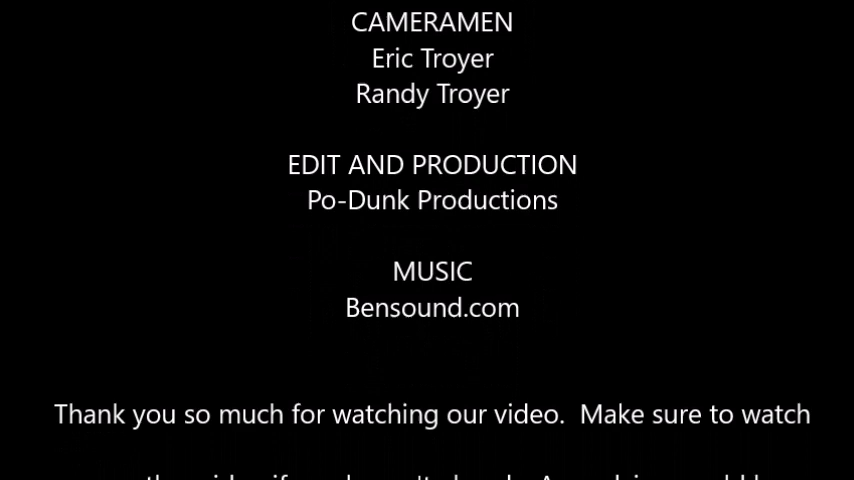 CAMERAMEN
Eric Troyer
Randy Troyer
EDIT AND PRODUCTION
Po-Dunk Productions
MUSIC
Bensound.com
Thank you so much for watching our video.  Make sure to watch